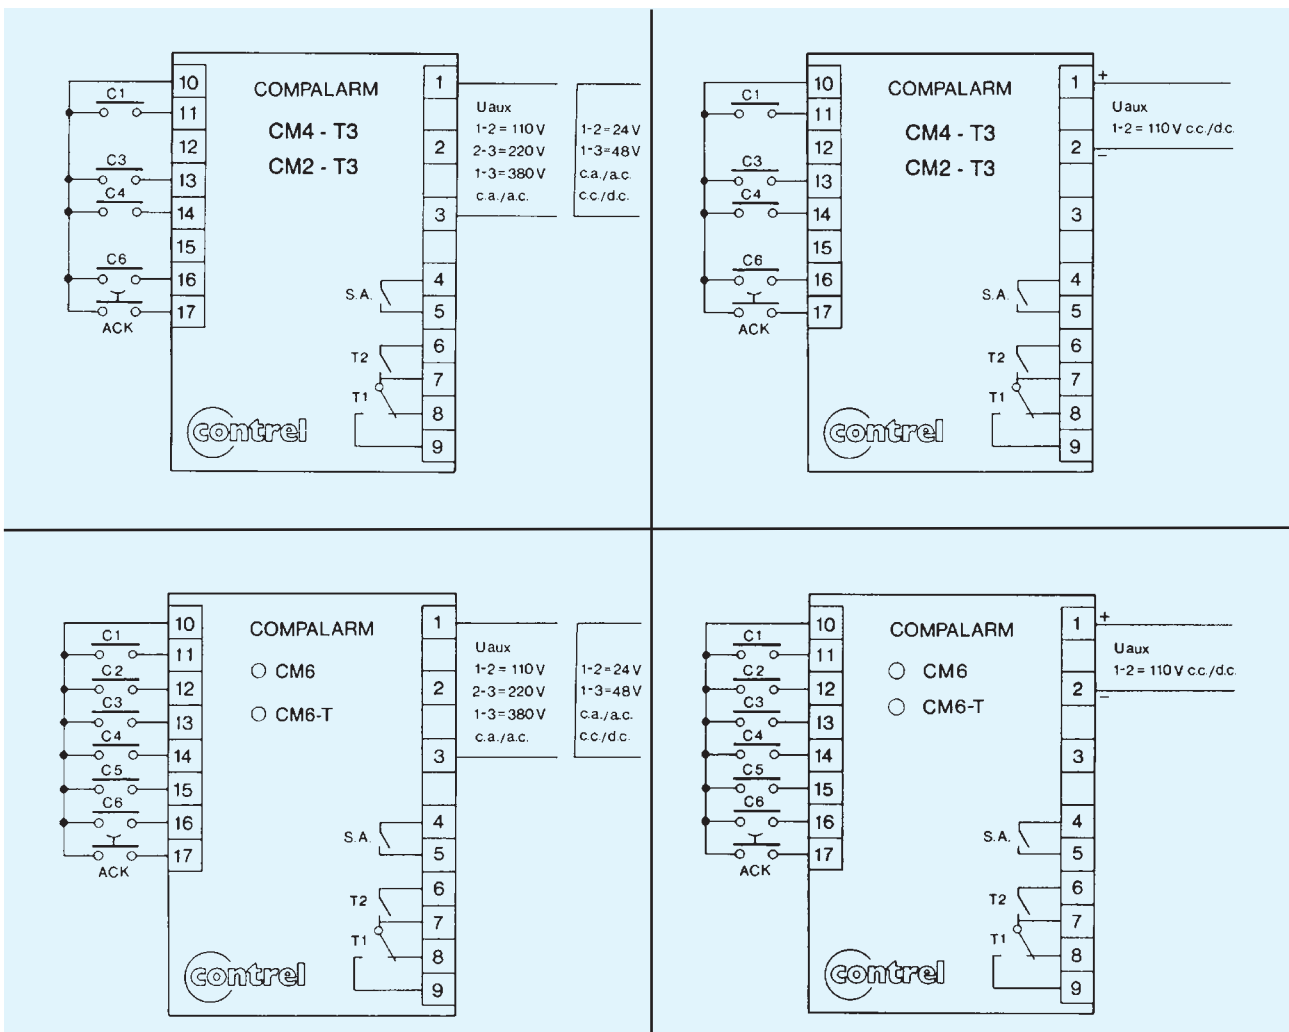 COMPALARM
CM4 - T3
CM2 - T3
10
C1
11
12
C3
13
C4
14
15
C6
16
17
ACK
1
2
3
4
5
6
7
8
9
Uaux
1-2 = 110 V
2-3 = 220 V
1-3 = 380 V
c.a./a.c.
1-2=24V
1-3=48V
c.a./a.c.
c.c./d.c.
S.A.
T2
T1
contrel
COMPALARM
CM4 - T3
CM2 - T3
10
C1
11
12
C3
13
C4
14
15
C6
16
17
ACK
1
2
3
4
5
6
7
8
9
+
Uaux
1-2 = 110 V c.c./d.c.
–
S.A.
T2
T1
contrel
COMPALARM
CM6
CM6-T
10
C1
11
C2
12
C3
13
C4
14
C5
15
C6
16
17
ACK
1
2
3
4
5
6
7
8
9
Uaux
1-2 = 110 V
2-3 = 220 V
1-3 = 380 V
c.a./a.c.
1-2=24V
1-3=48V
c.a./a.c.
c.c./d.c.
S.A.
T2
T1
contrel
COMPALARM
CM6
CM6-T
10
C1
11
C2
12
C3
13
C4
14
C5
15
C6
16
17
ACK
1
2
3
4
5
6
7
8
9
+
Uaux
1-2 = 110 V c.c./d.c.
–
S.A.
T2
T1
contrel